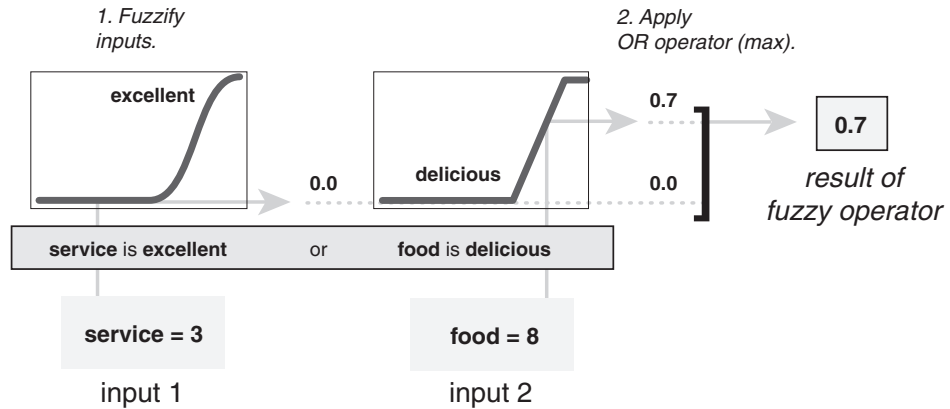 1. Fuzzify
inputs.
2. Apply
OR operator (max).
excellent
0.0
delicious
0.7
0.0
0.7
result of
fuzzy operator
service is excellent or food is delicious
service = 3
food = 8
input 1
input 2